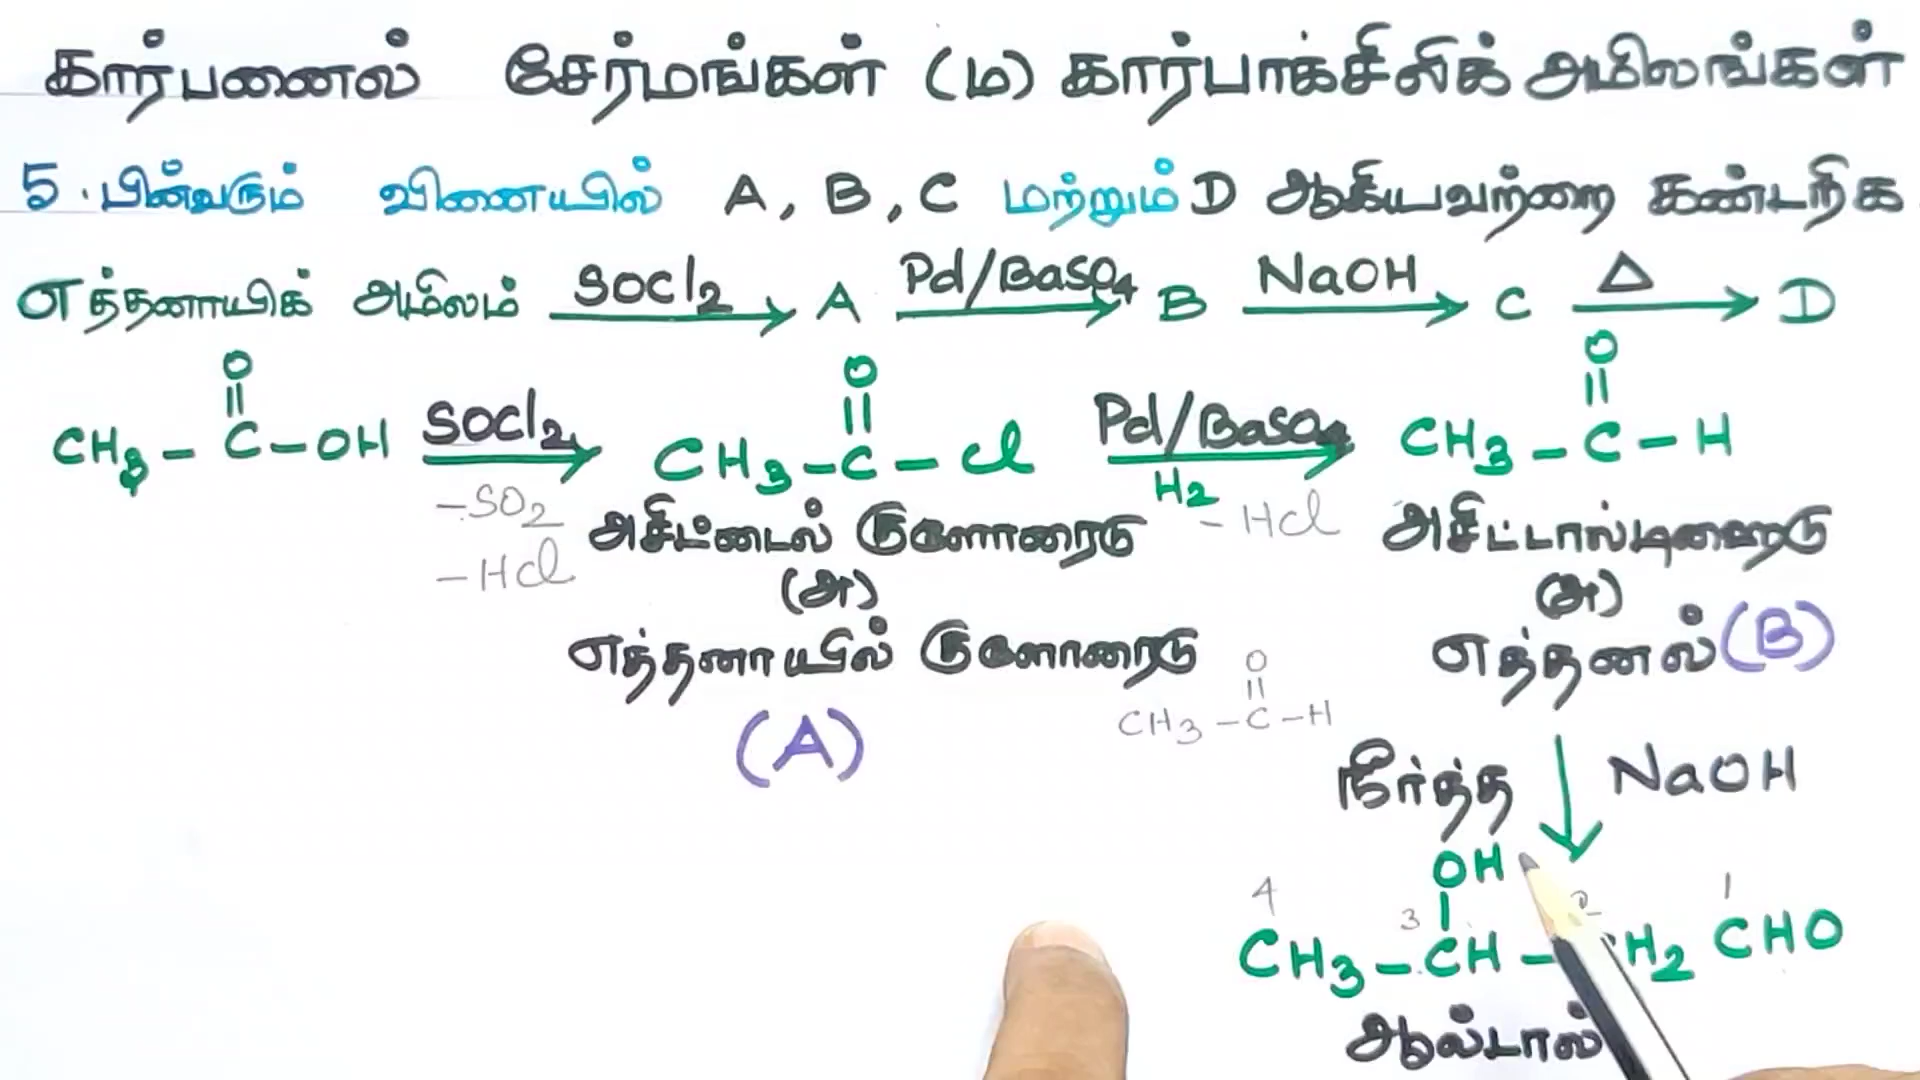 கார்பனைல் சேர்மங்கள் (ம) கார்பாக்சிலிக் அமிலங்கள்
5. பின்வரும் வினையில் A, B, C மற்றும் D ஆகியவற்றை கண்டறிக
எத்தனாயிக் அமிலம் SOCl2 A Pd/BaSO4 B NaOH C Δ D
O O O
|| || ||
CH3 – C – OH SOCl2 CH3 – C – Cl Pd/BaSO4 CH3 – C – H
H2
–SO2 அசிட்டைல் குளோரைடு – HCl அசிட்டால்டிஹைடு
–HCl (அ) (அ)
எத்தனாயில் குளோரைடு எத்தனல் (B)
O
||
CH3 – C – H
(A)
நீர்த்த NaOH
OH
4 3 2 1
CH3 – CH – H2 CHO
ஆல்டால்